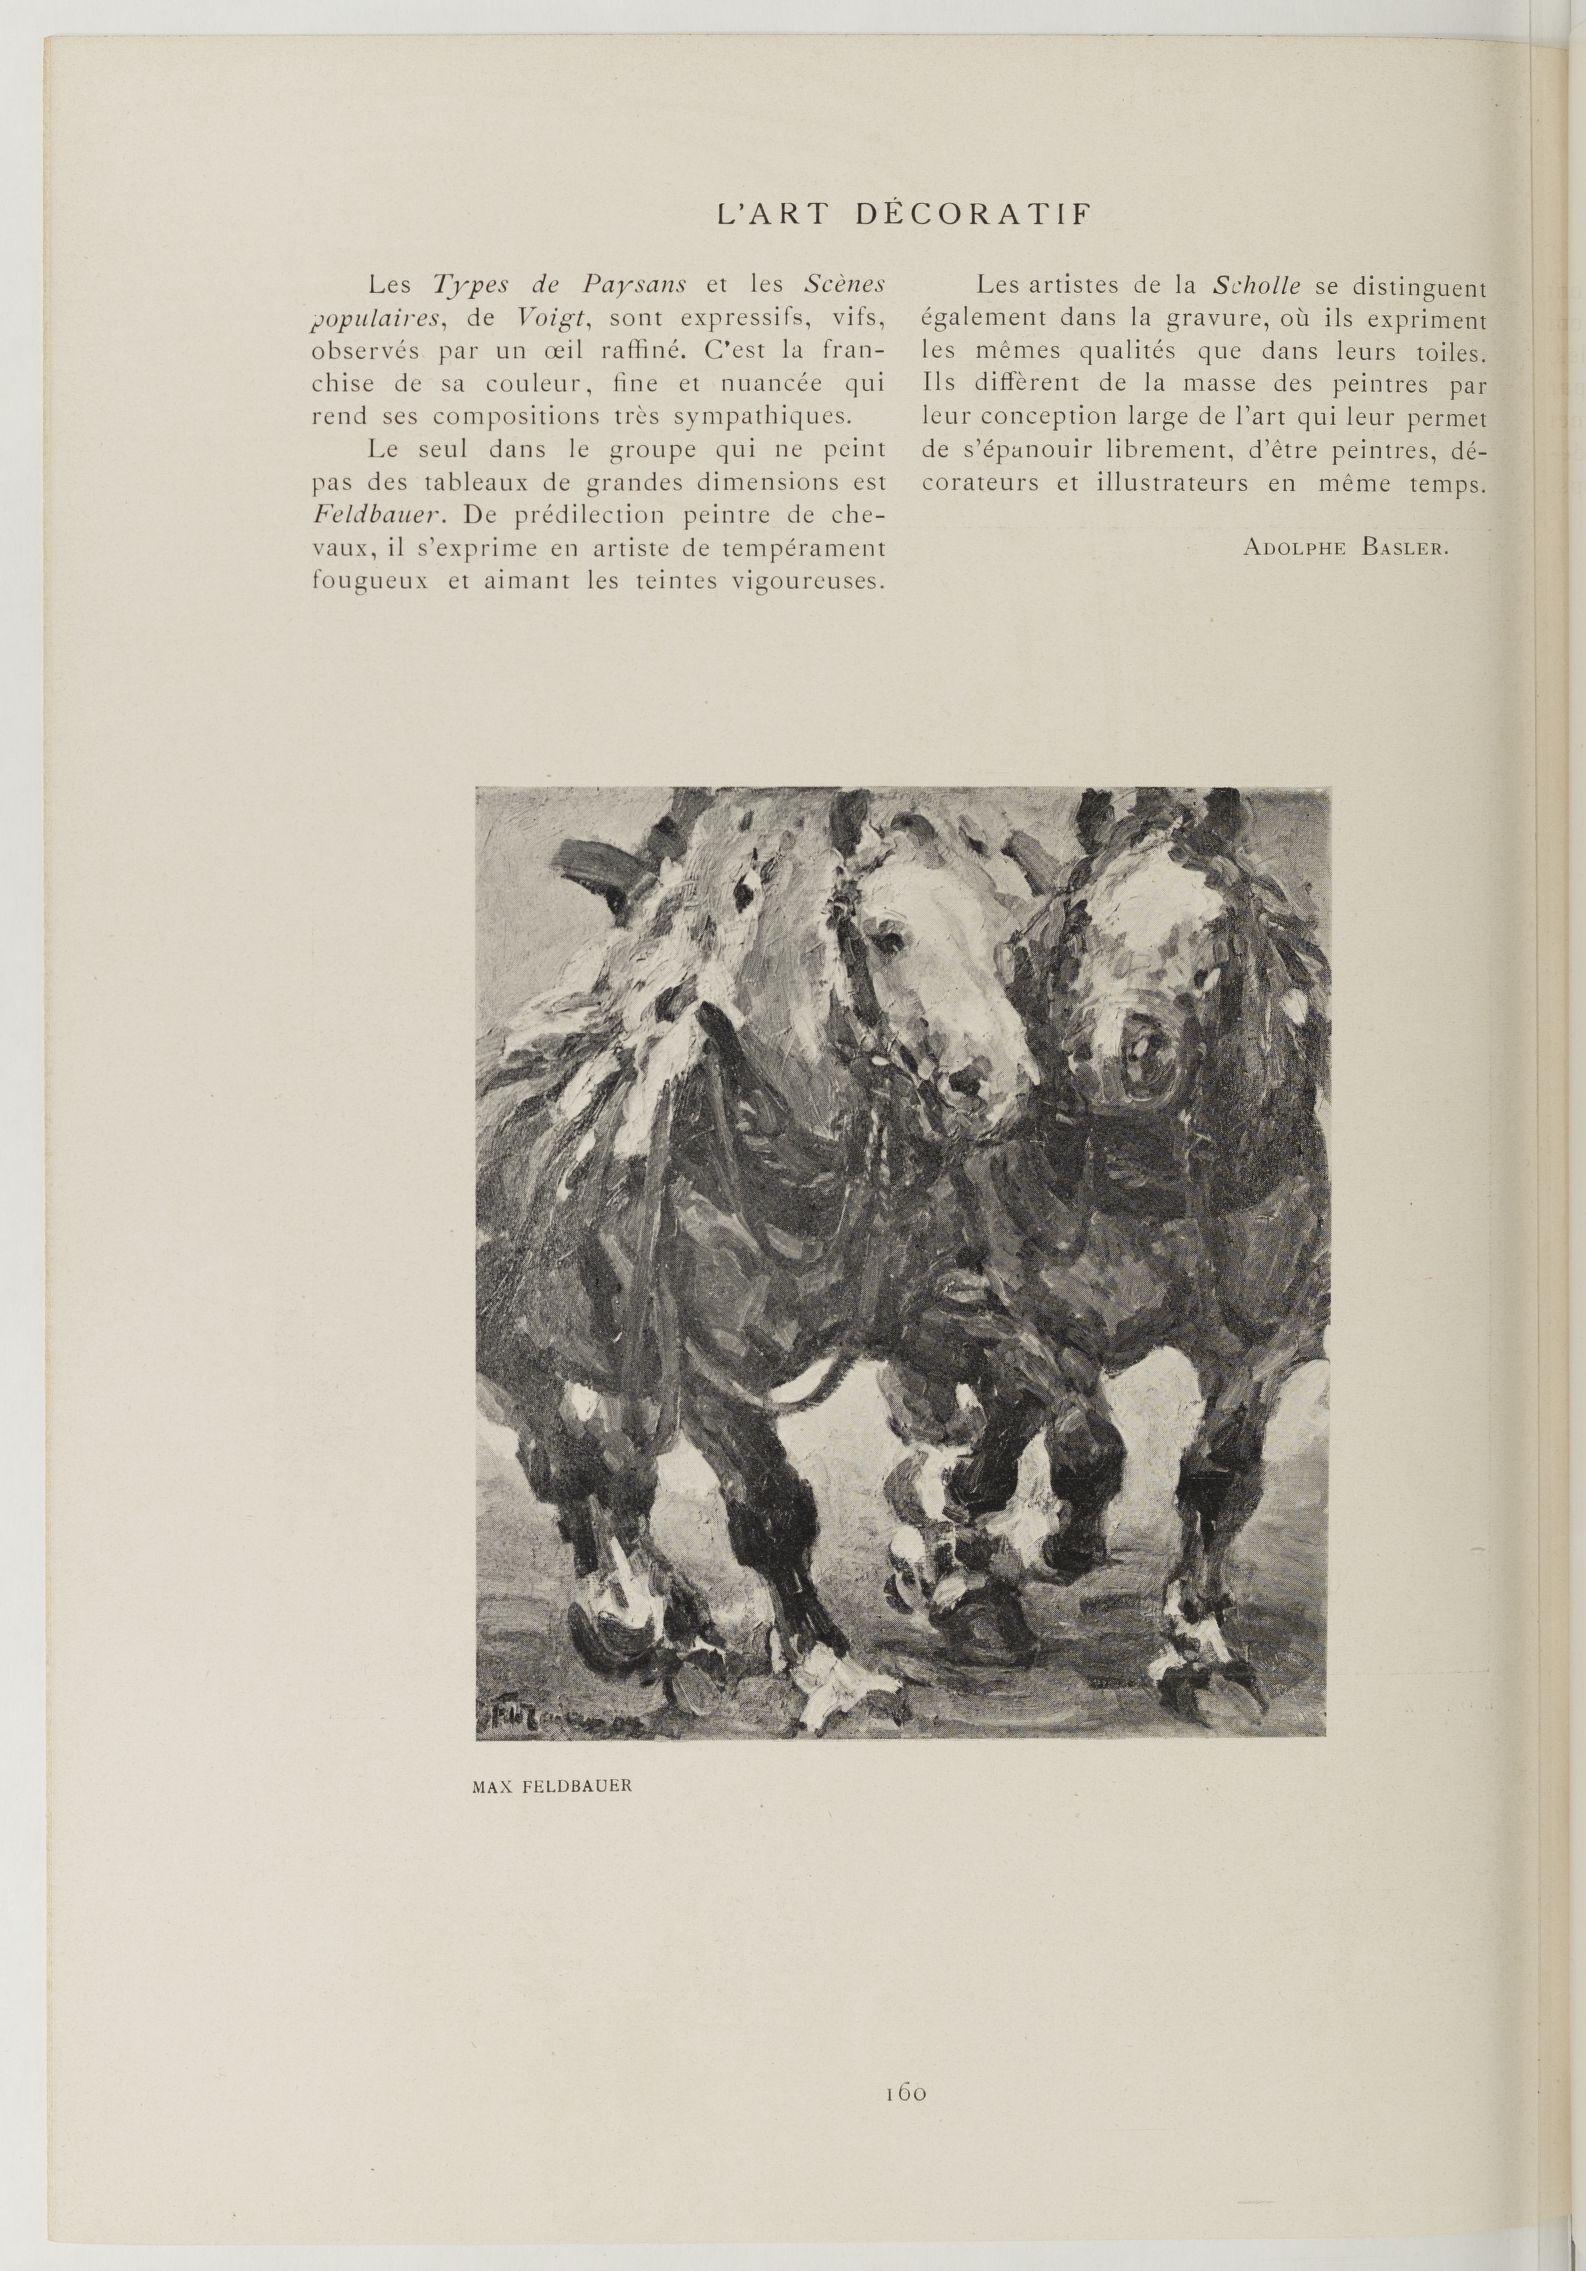 L'ART DÉCORATIF
Les Types de Paysans et les Scènes
populaires, de Voigt, sont expressifs, vifs,
observés par un œil raffiné. C'est la fran-
chise de sa couleur, fine et nuancée qui
rend ses compositions très sympathiques.
Le seul dans le groupe qui ne peint
pas des tableaux de grandes dimensions est
Feldbauer. De prédilection peintre de che-
vaux, il s'exprime en artiste de tempérament
fougueux et aimant les teintes vigoureuses.
Les artistes de la Scholle se distinguent
également dans la gravure, où ils expriment
les mêmes qualités que dans leurs toiles.
Ils diffèrent de la masse des peintres par
leur conception large de l'art qui leur permet
de s'épanouir librement, d'être peintres, dé-
corateurs et illustrateurs en même temps.
ADOLPHE BASLER.
MAX FELDBAUER
160